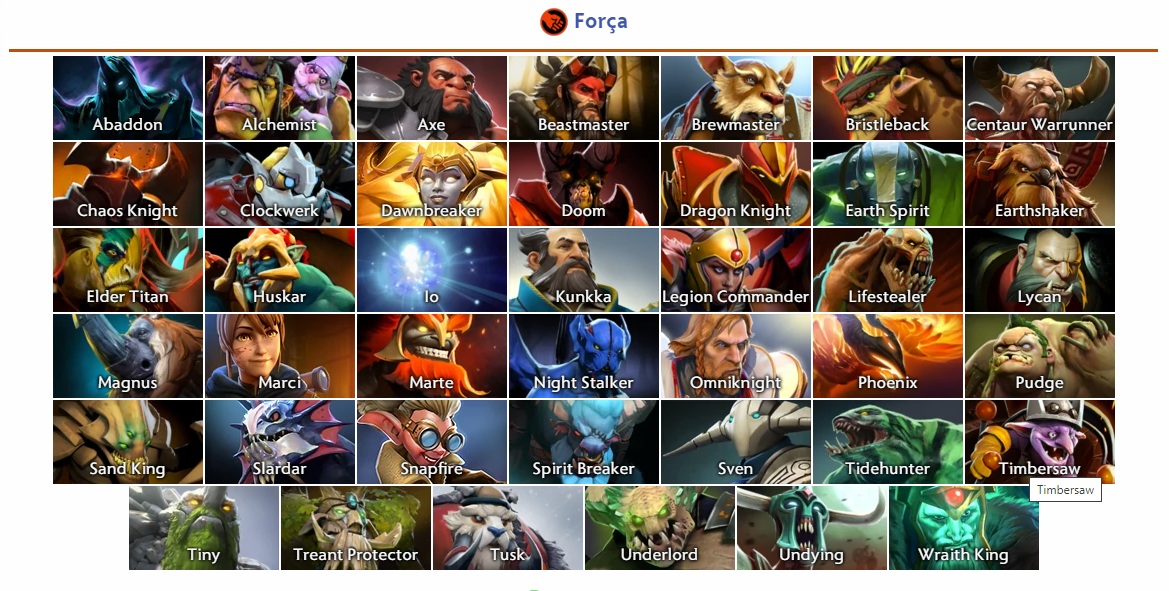 Força
Abaddon Alchemist Axe Beastmaster Brewmaster Bristleback Centaur Warrunner
Chaos Knight Clockwerk Dawnbreaker Doom Dragon Knight Earth Spirit Earthshaker
Elder Titan Huskar Io Kunkka Legion Commander Lifestealer Lycan
Magnus Marci Marte Night Stalker Omniknight Phoenix Pudge
Sand King Slardar Snapfire Spirit Breaker Sven Tidehunter Timbersaw
Timbersaw
Tiny Treant Protector Tusk Underlord Undying Wraith King